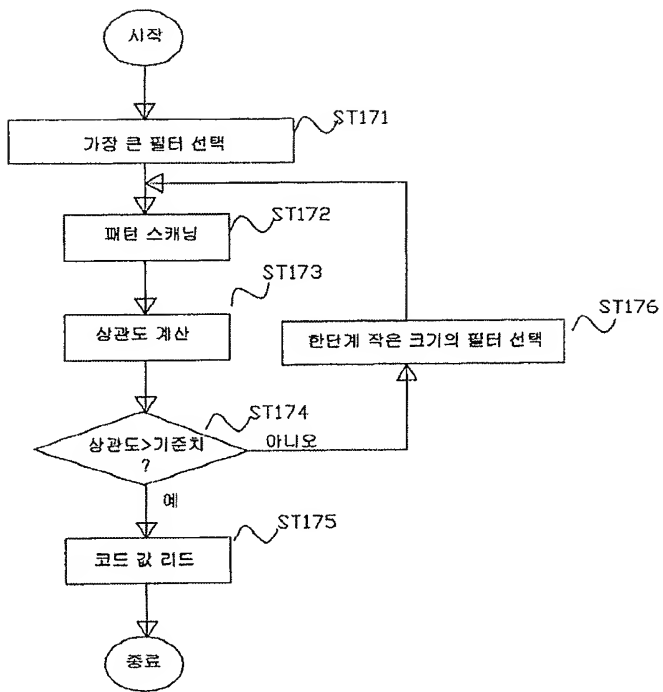 시작
ST171
가장 큰 필터 선택
ST172
패턴 스캐닝
ST173
상관도 계산
ST176
한단계 작은 크기의 필터 선택
ST174
상관도>기준치
?
아니오
예
ST175
코드 값 리드
종료